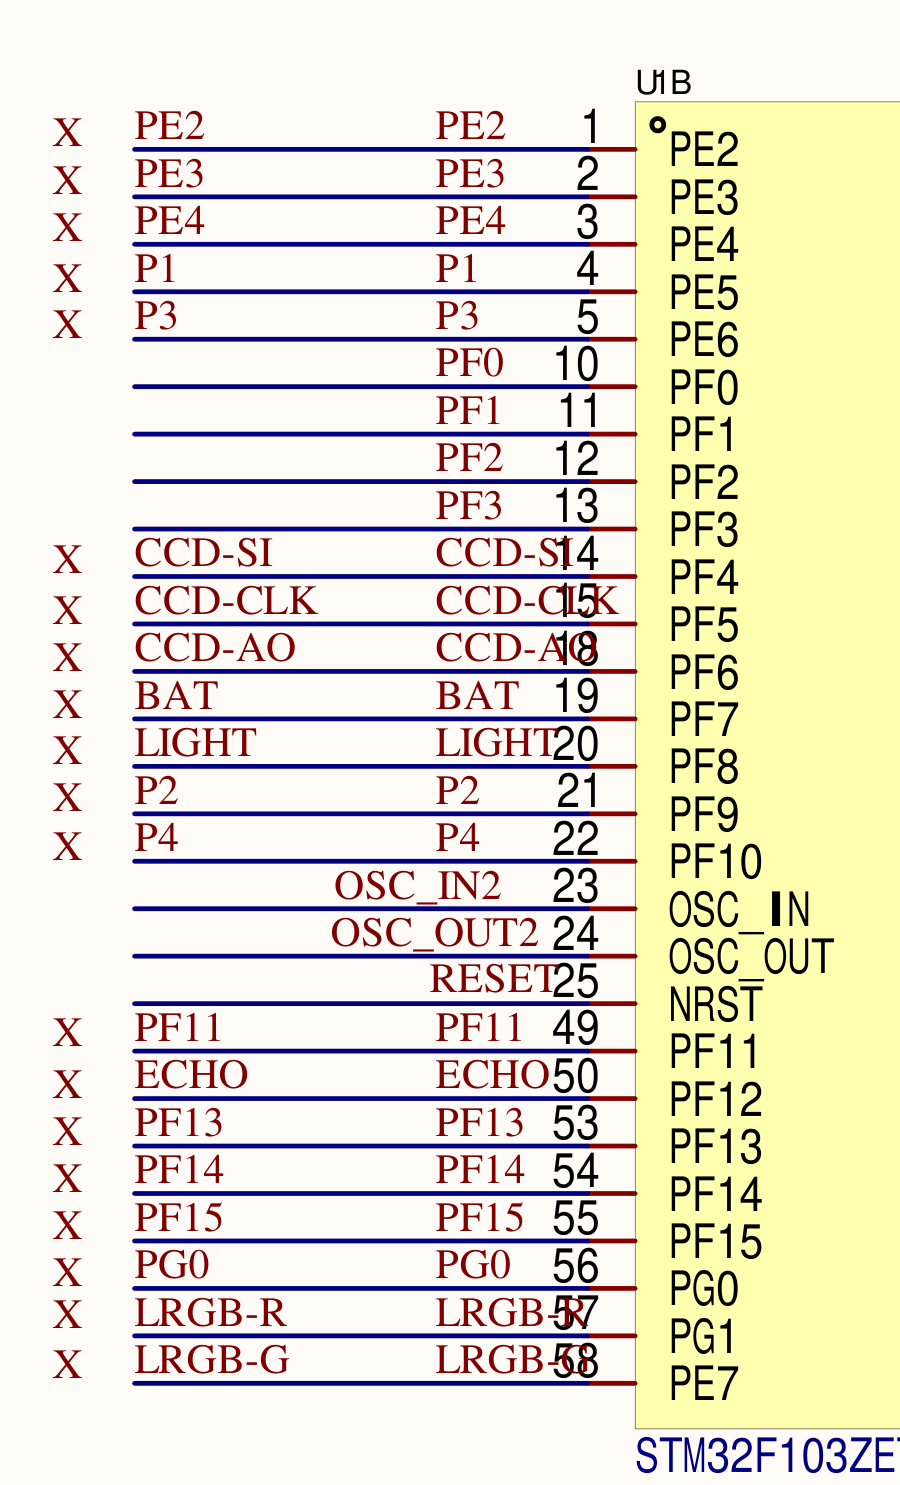 U1B
X PE2 PE2 1 PE2
X PE3 PE3 2 PE3
X PE4 PE4 3 PE4
X P1 P1 4 PE5
X P3 P3 5 PE6
PF0 10 PF0
PF1 11 PF1
PF2 12 PF2
PF3 13 PF3
X CCD-SI CCD-SI 14 PF4
X CCD-CLK CCD-CLK 15 PF5
X CCD-AO CCD-AO 18 PF6
X BAT BAT 19 PF7
X LIGHT LIGHT 20 PF8
X P2 P2 21 PF9
X P4 P4 22 PF10
OSC_IN2 23 OSC_IN
OSC_OUT2 24 OSC_OUT
RESET 25 NRST
X PF11 PF11 49 PF11
X ECHO ECHO 50 PF12
X PF13 PF13 53 PF13
X PF14 PF14 54 PF14
X PF15 PF15 55 PF15
X PG0 PG0 56 PG0
X LRGB-R LRGB-R 57 PG1
X LRGB-G LRGB-G 58 PE7
STM32F103ZET